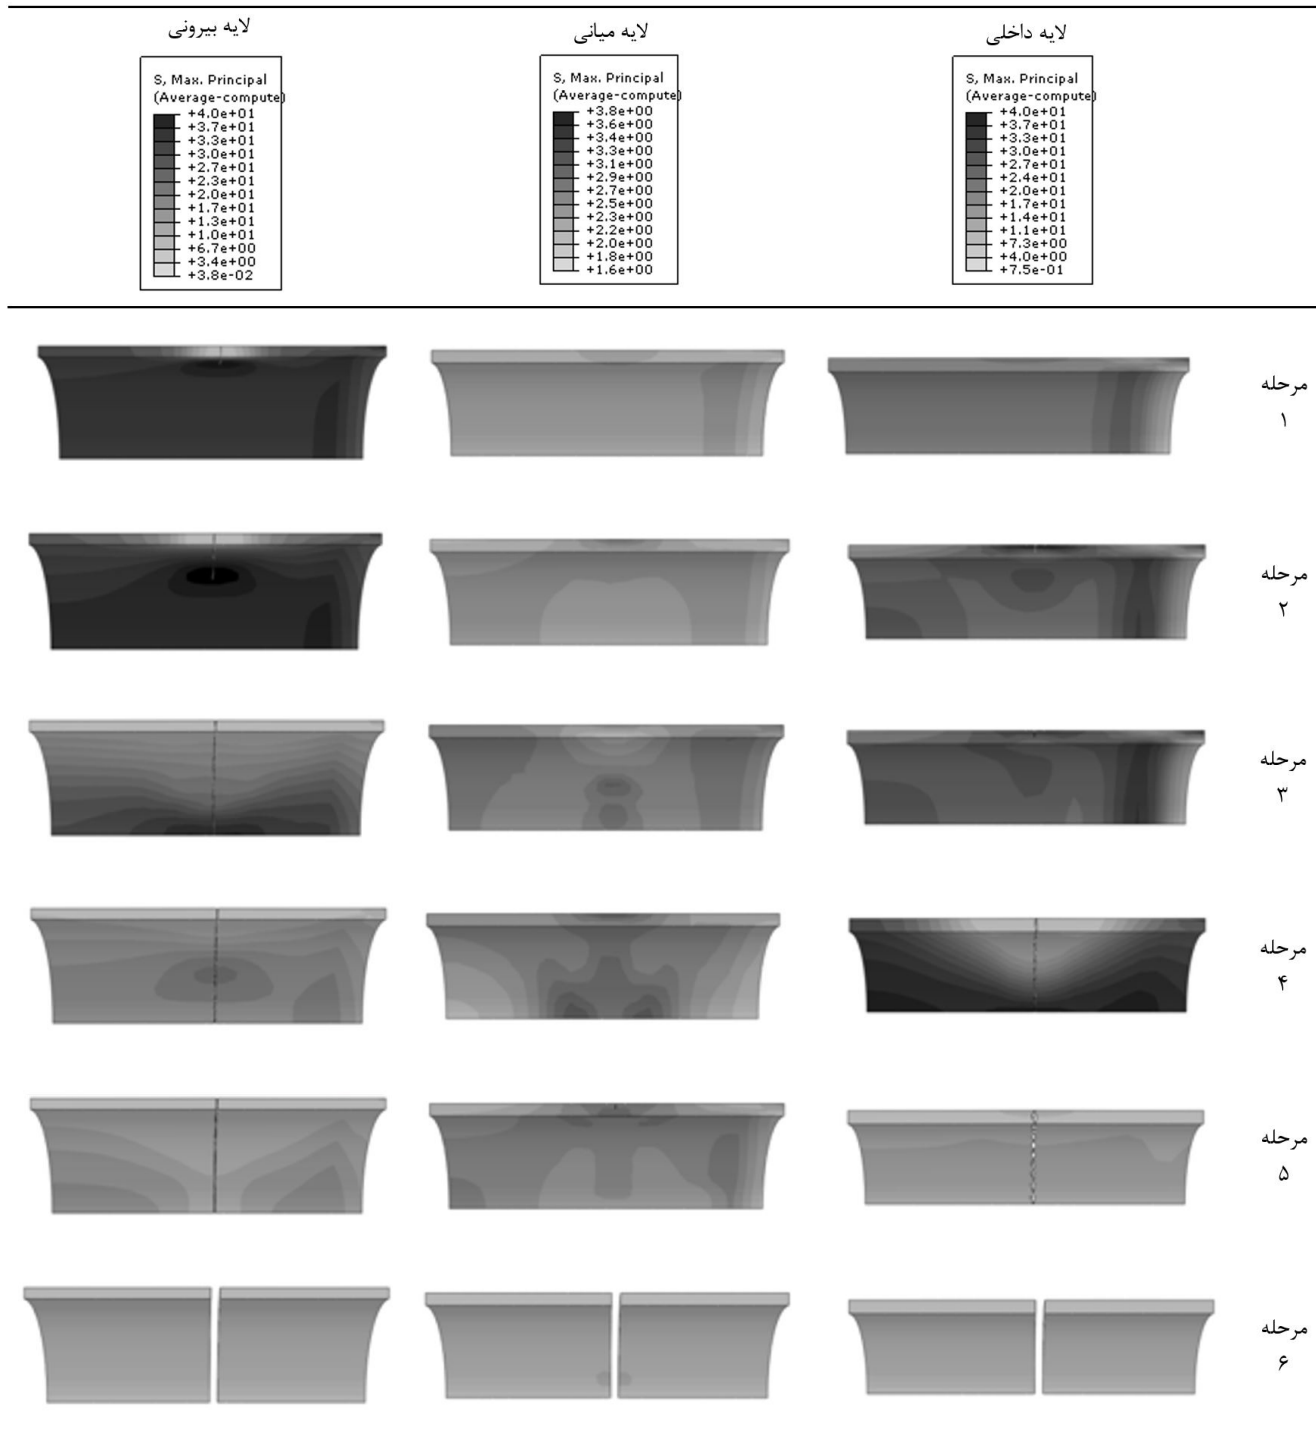 لایه داخلی
لایه میانی
لایه بیرونی
S, Max. Principal
(Average-compute)
+4.0e+01
+3.7e+01
+3.3e+01
+3.0e+01
+2.7e+01
+2.3e+01
+2.0e+01
+1.7e+01
+1.3e+01
+1.0e+01
+6.7e+00
+3.4e+00
+3.8e-02
S, Max. Principal
(Average-compute)
+3.8e+00
+3.6e+00
+3.4e+00
+3.3e+00
+3.1e+00
+2.9e+00
+2.7e+00
+2.5e+00
+2.3e+00
+2.2e+00
+2.0e+00
+1.8e+00
+1.6e+00
S, Max. Principal
(Average-compute)
+4.0e+01
+3.7e+01
+3.3e+01
+3.0e+01
+2.7e+01
+2.4e+01
+2.0e+01
+1.7e+01
+1.4e+01
+1.1e+01
+7.3e+00
+4.0e+00
+7.5e-01
مرحله
۱
مرحله
۲
مرحله
۳
مرحله
۴
مرحله
۵
مرحله
۶